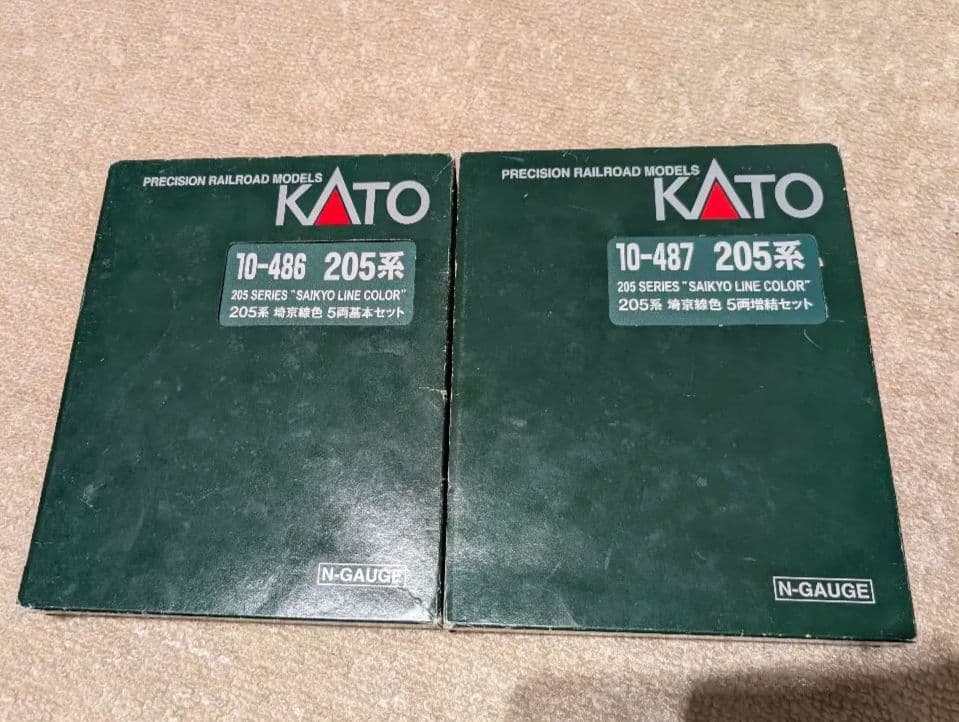 PRECISION RAILROAD MODELS
KATO
10-486 205系
205 SERIES "SAIKYO LINE COLOR"
205系 埼京線色 5両基本セット
N-GAUGE
PRECISION RAILROAD MODELS
KATO
10-487 205系
205 SERIES "SAIKYO LINE COLOR"
205系 埼京線色 5両増結セット
N-GAUGE